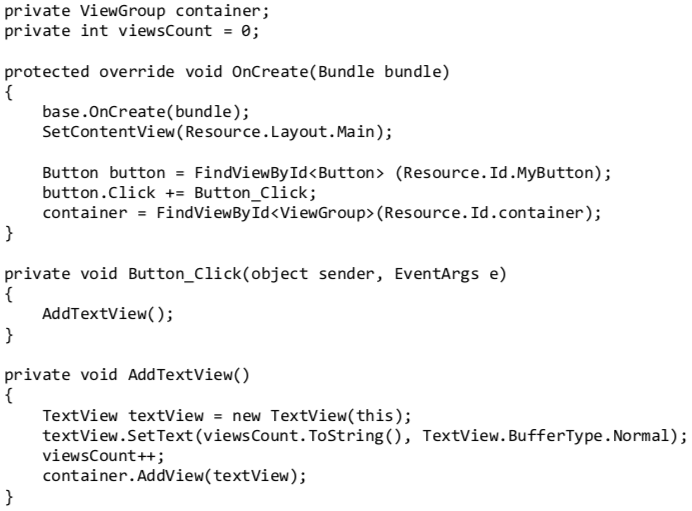 private ViewGroup container;
private int viewsCount = 0;

protected override void OnCreate(Bundle bundle)
{
    base.OnCreate(bundle);
    SetContentView(Resource.Layout.Main);

    Button button = FindViewById<Button> (Resource.Id.MyButton);
    button.Click += Button_Click;
    container = FindViewById<ViewGroup>(Resource.Id.container);
}

private void Button_Click(object sender, EventArgs e)
{
    AddTextView();
}

private void AddTextView()
{
    TextView textView = new TextView(this);
    textView.SetText(viewsCount.ToString(), TextView.BufferType.Normal);
    viewsCount++;
    container.AddView(textView);
}